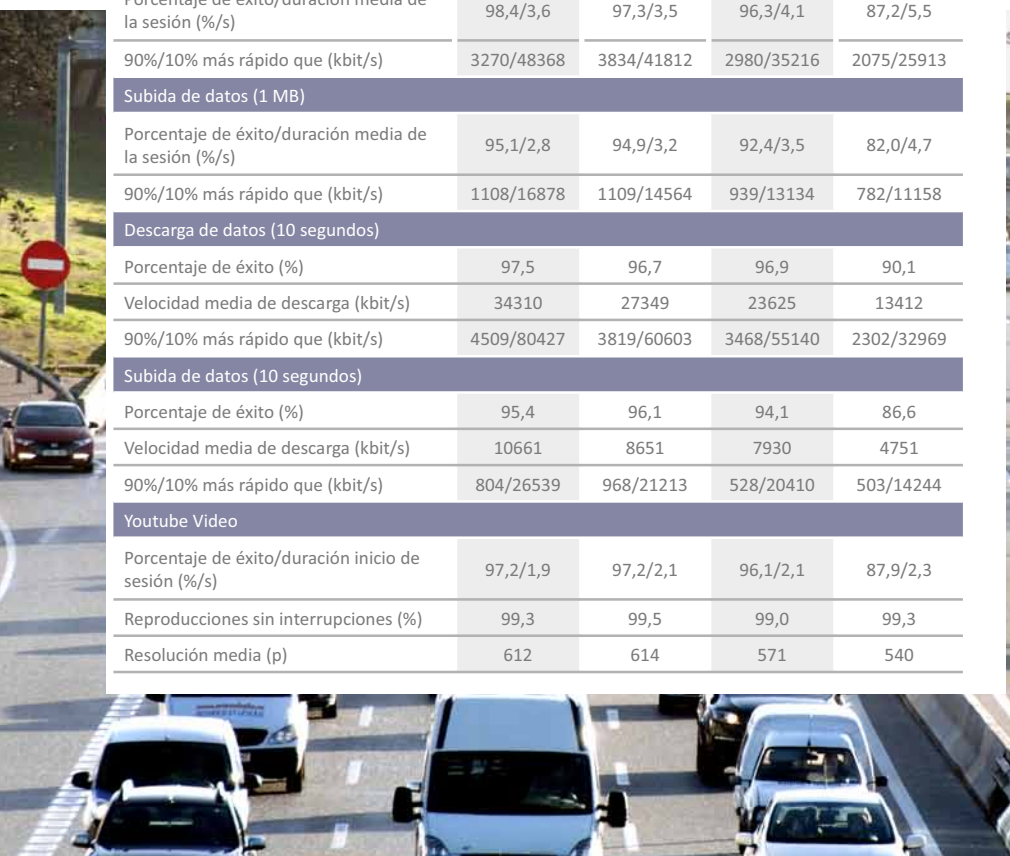 Porcentaje de éxito/duración media de
la sesión (%/s) 98,4/3,6 97,3/3,5 96,3/4,1 87,2/5,5
90%/10% más rápido que (kbit/s) 3270/48368 3834/41812 2980/35216 2075/25913
Subida de datos (1 MB)
Porcentaje de éxito/duración media de
la sesión (%/s) 95,1/2,8 94,9/3,2 92,4/3,5 82,0/4,7
90%/10% más rápido que (kbit/s) 1108/16878 1109/14564 939/13134 782/11158
Descarga de datos (10 segundos)
Porcentaje de éxito (%) 97,5 96,7 96,9 90,1
Velocidad media de descarga (kbit/s) 34310 27349 23625 13412
90%/10% más rápido que (kbit/s) 4509/80427 3819/60603 3468/55140 2302/32969
Subida de datos (10 segundos)
Porcentaje de éxito (%) 95,4 96,1 94,1 86,6
Velocidad media de descarga (kbit/s) 10661 8651 7930 4751
90%/10% más rápido que (kbit/s) 804/26539 968/21213 528/20410 503/14244
Youtube Video
Porcentaje de éxito/duración inicio de
sesión (%/s) 97,2/1,9 97,2/2,1 96,1/2,1 87,9/2,3
Reproducciones sin interrupciones (%) 99,3 99,5 99,0 99,3
Resolución media (p) 612 614 571 540